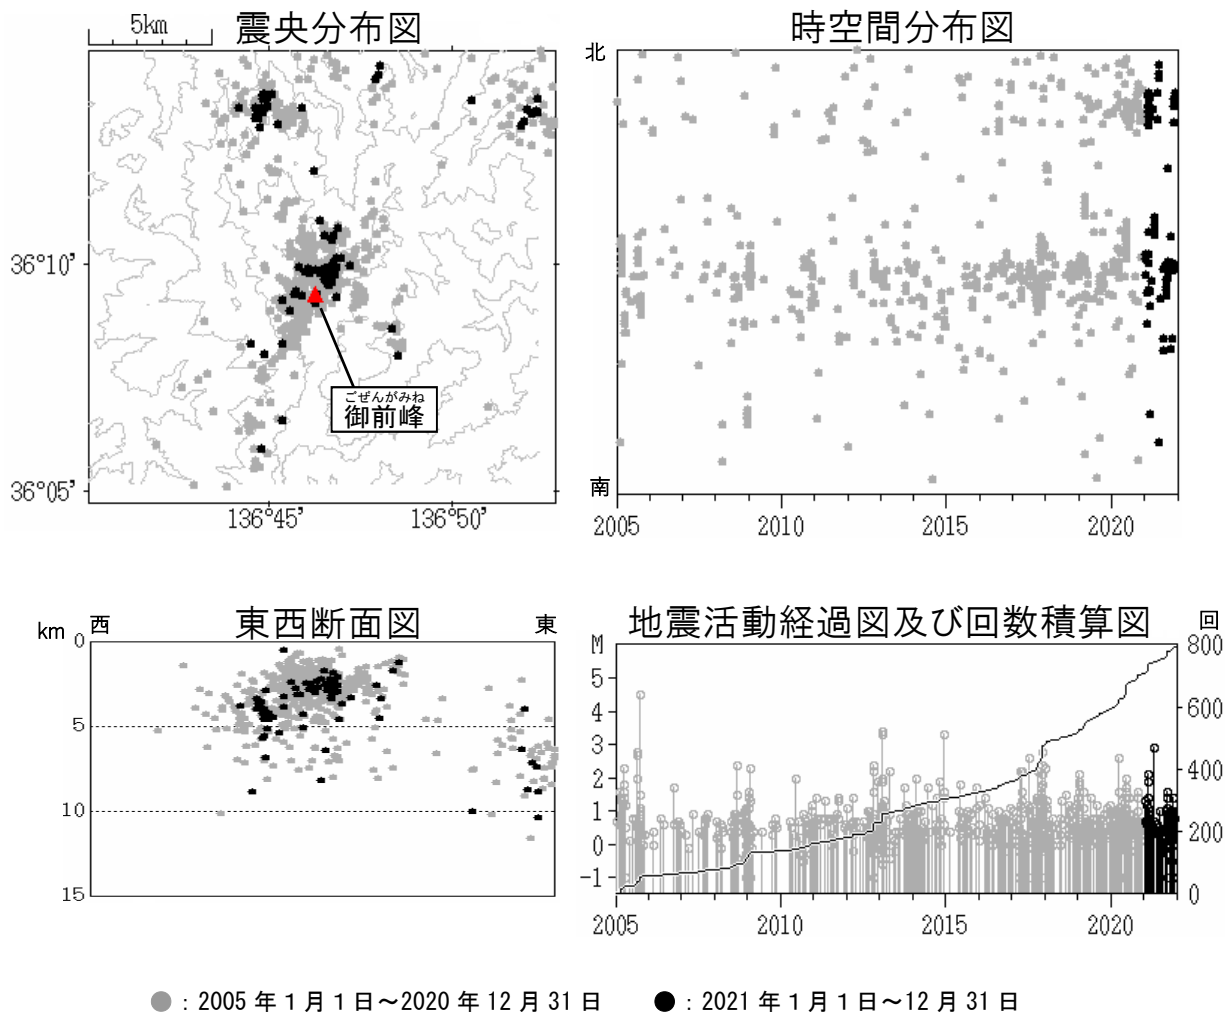 5km
震央分布図
36°10’
36°05’
136°45’
136°50’
ごぜんがみね
御前峰
時空間分布図
北
南
2005
2010
2015
2020
東西断面図
km
西
東
0
5
10
15
地震活動経過図及び回数積算図
M
回
5
4
3
2
1
0
-1
800
600
400
200
0
2005
2010
2015
2020
：2005 年 1 月 1 日～2020 年 12 月 31 日
：2021 年 1 月 1 日～12 月 31 日